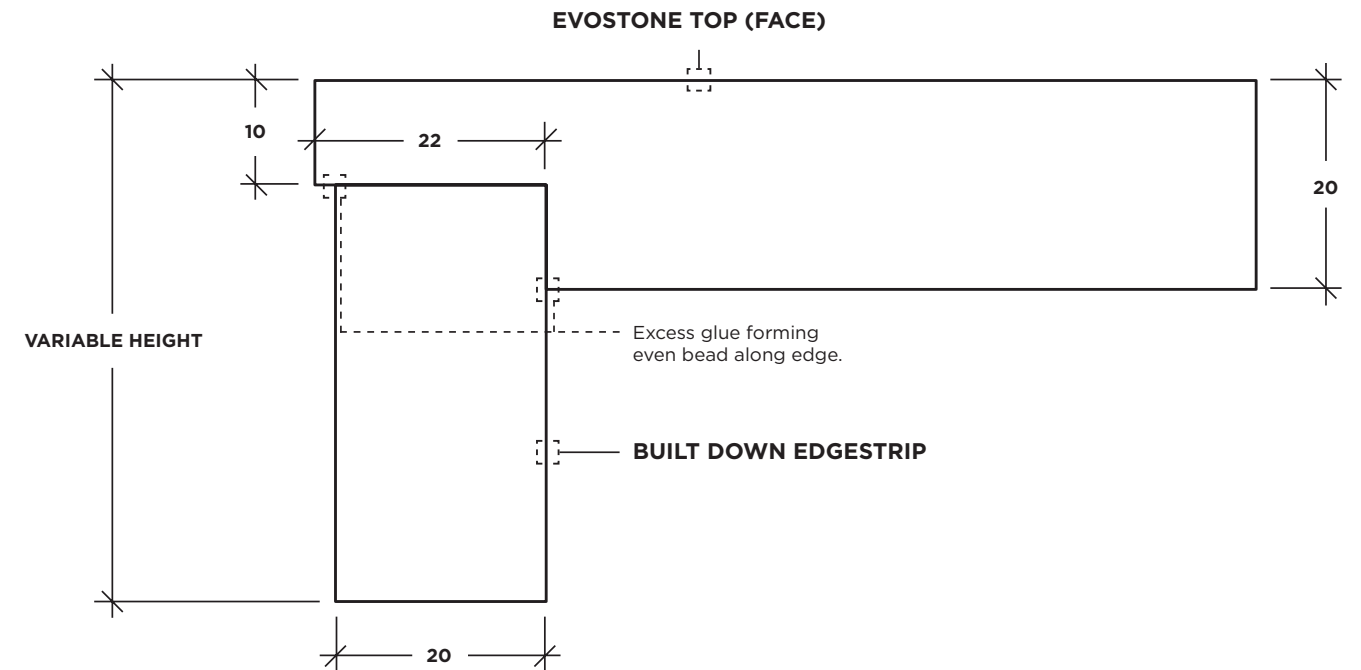 EVOSTONE TOP (FACE)
10
22
20
VARIABLE HEIGHT
Excess glue forming
even bead along edge.
BUILT DOWN EDGESTRIP
20